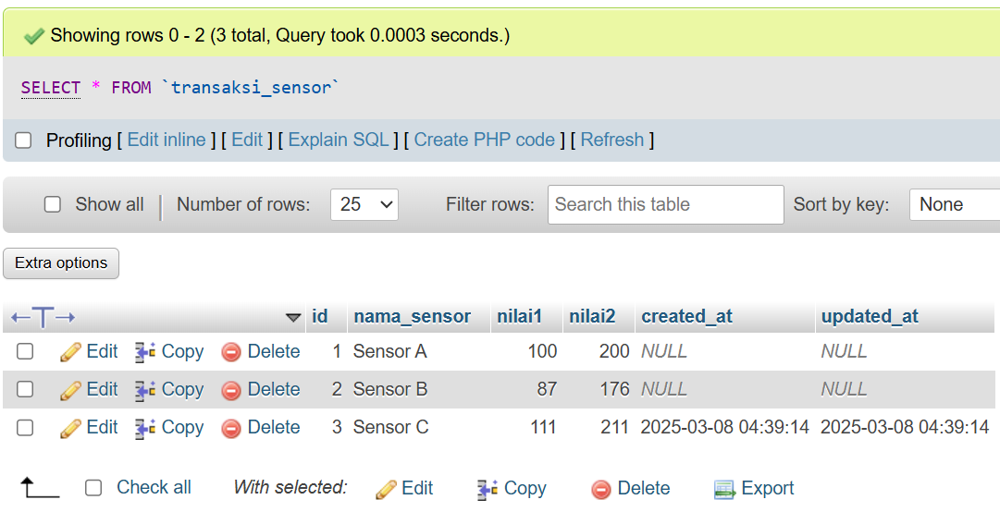 Showing rows 0 - 2 (3 total, Query took 0.0003 seconds.)
SELECT * FROM `transaksi_sensor`
Profiling [ Edit inline ] [ Edit ] [ Explain SQL ] [ Create PHP code ] [ Refresh ]
Show all | Number of rows: 25 Filter rows: Search this table Sort by key: None
Extra options
←T→ id nama_sensor nilai1 nilai2 created_at updated_at
Edit Copy Delete 1 Sensor A 100 200 NULL NULL
Edit Copy Delete 2 Sensor B 87 176 NULL NULL
Edit Copy Delete 3 Sensor C 111 211 2025-03-08 04:39:14 2025-03-08 04:39:14
Check all With selected: Edit Copy Delete Export